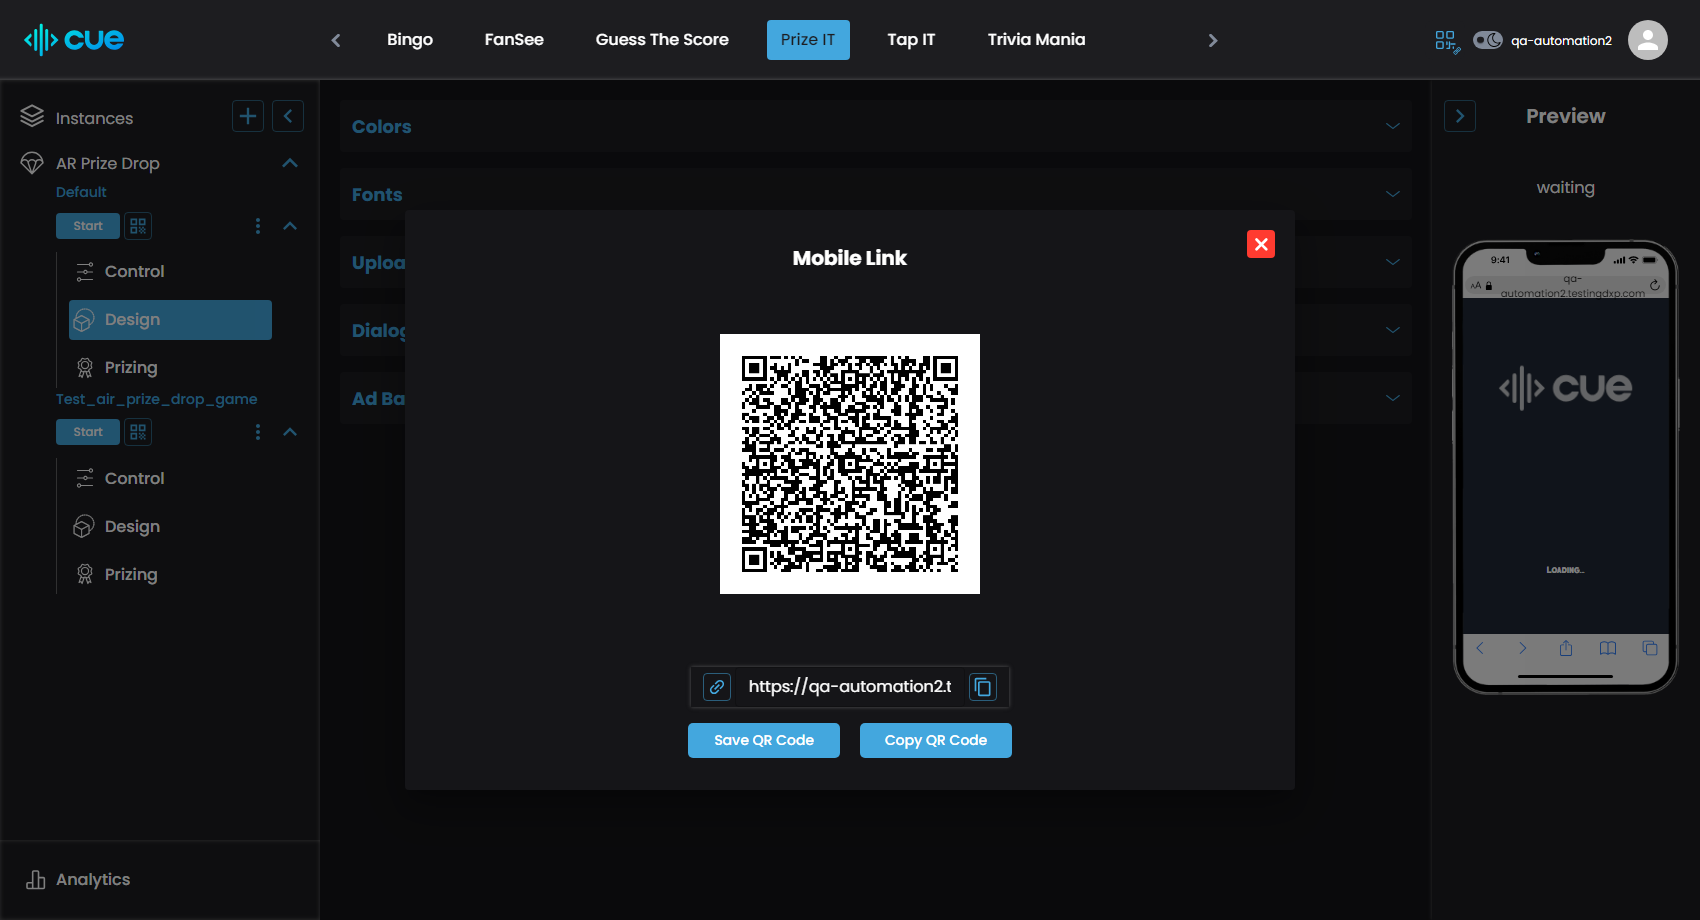 cue
Bingo
FanSee
Guess The Score
Prize IT
Tap IT
Trivia Mania
qa-automation2
Instances
AR Prize Drop
Default
Start
Control
Design
Prizing
Test_air_prize_drop_game
Start
Control
Design
Prizing
Analytics
Colors
Fonts
Uploa
Dialog
Ad Ba
Mobile Link
https://qa-automation2.t
Save QR Code
Copy QR Code
Preview
waiting
9:41
AA
qa-
automation2.testingdxp.com
cue
LOADING...